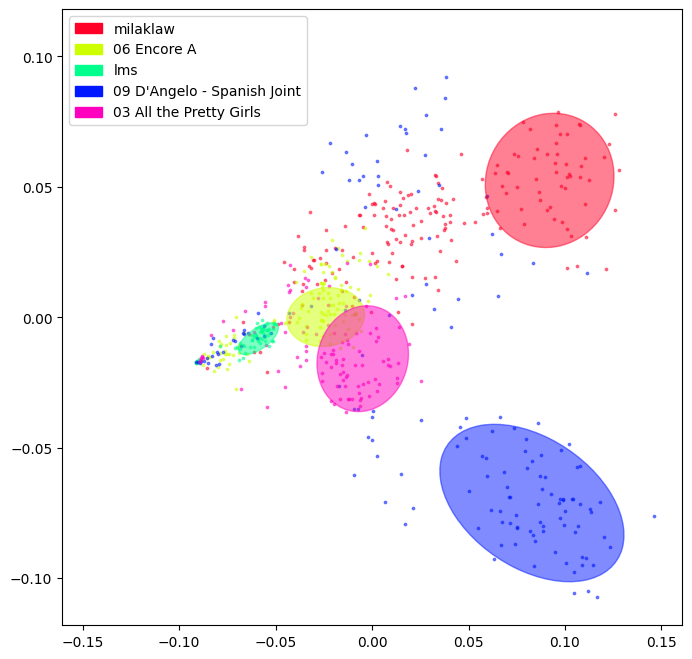 milaklaw
06 Encore A
lms
09 D'Angelo - Spanish Joint
03 All the Pretty Girls
0.10
0.05
0.00
−0.05
−0.10
−0.15
−0.10
−0.05
0.00
0.05
0.10
0.15